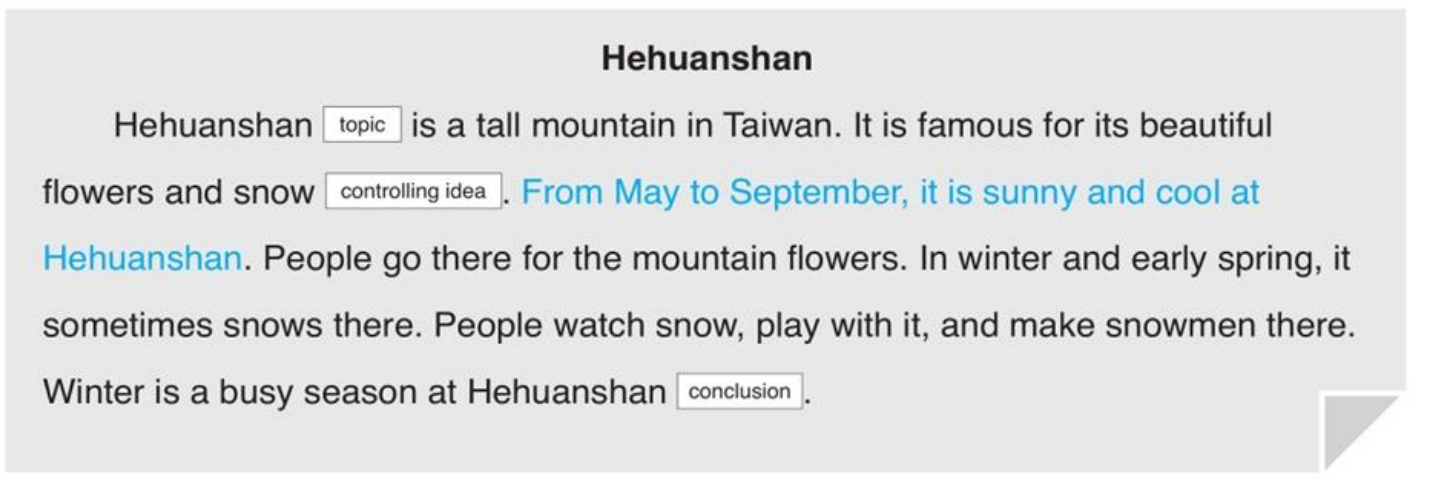 Hehuanshan
Hehuanshan topic is a tall mountain in Taiwan. It is famous for its beautiful
flowers and snow controlling idea. From May to September, it is sunny and cool at
Hehuanshan. People go there for the mountain flowers. In winter and early spring, it
sometimes snows there. People watch snow, play with it, and make snowmen there.
Winter is a busy season at Hehuanshan conclusion.